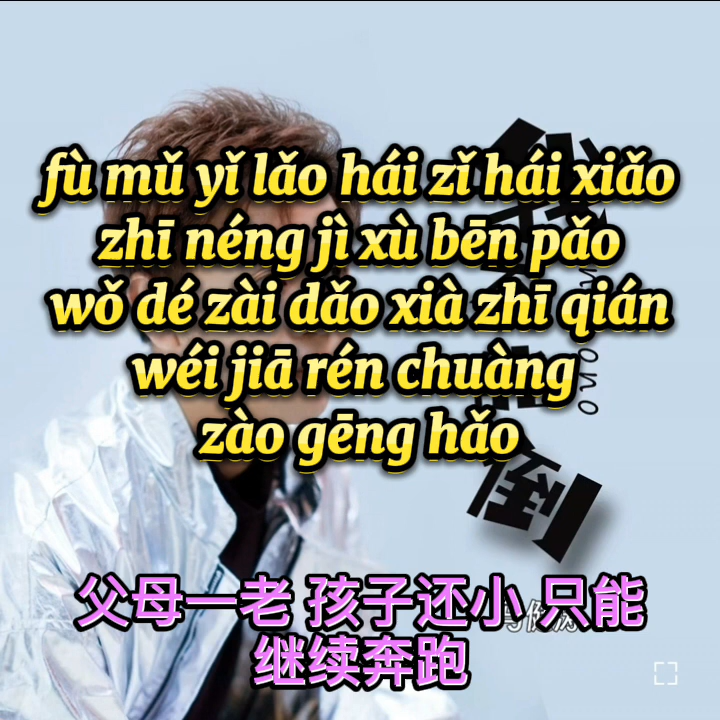 fù mǔ yǐ lǎo hái zǐ hái xiǎo
zhī néng jì xù bēn pǎo
wǒ dé zài dǎo xià zhī qián
wéi jiā rén chuàng
zào gēng hǎo
倒
父母一老 孩子还小 只能
继续奔跑